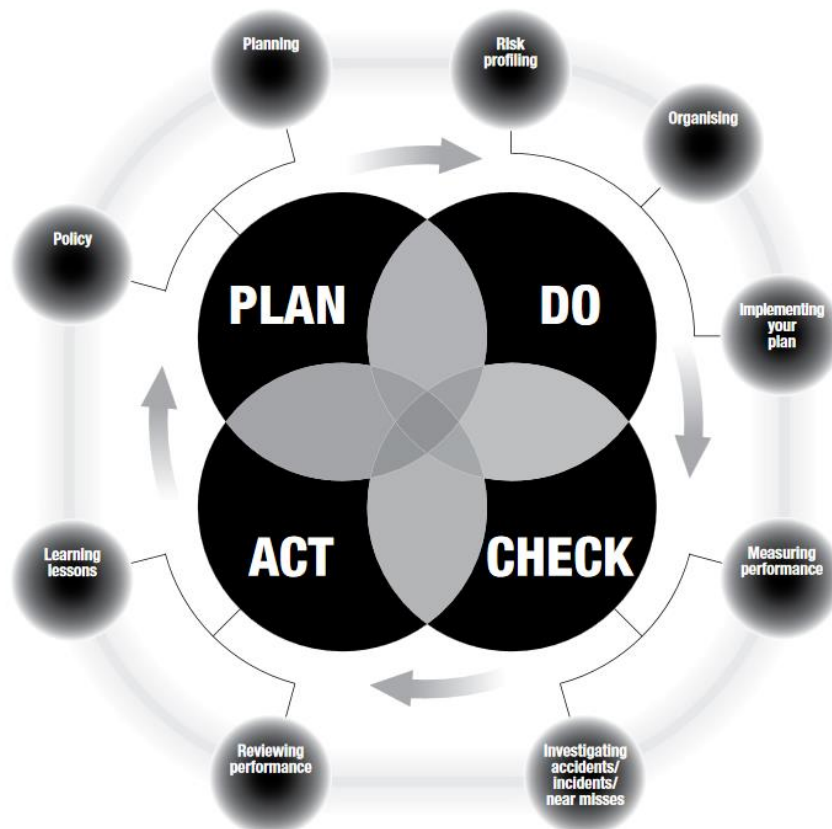 Planning
Risk
profiling
Organising
Policy
PLAN
DO
Implementing
your
plan
ACT
CHECK
Learning
lessons
Measuring
performance
Reviewing
performance
Investigating
accidents/
incidents/
near misses